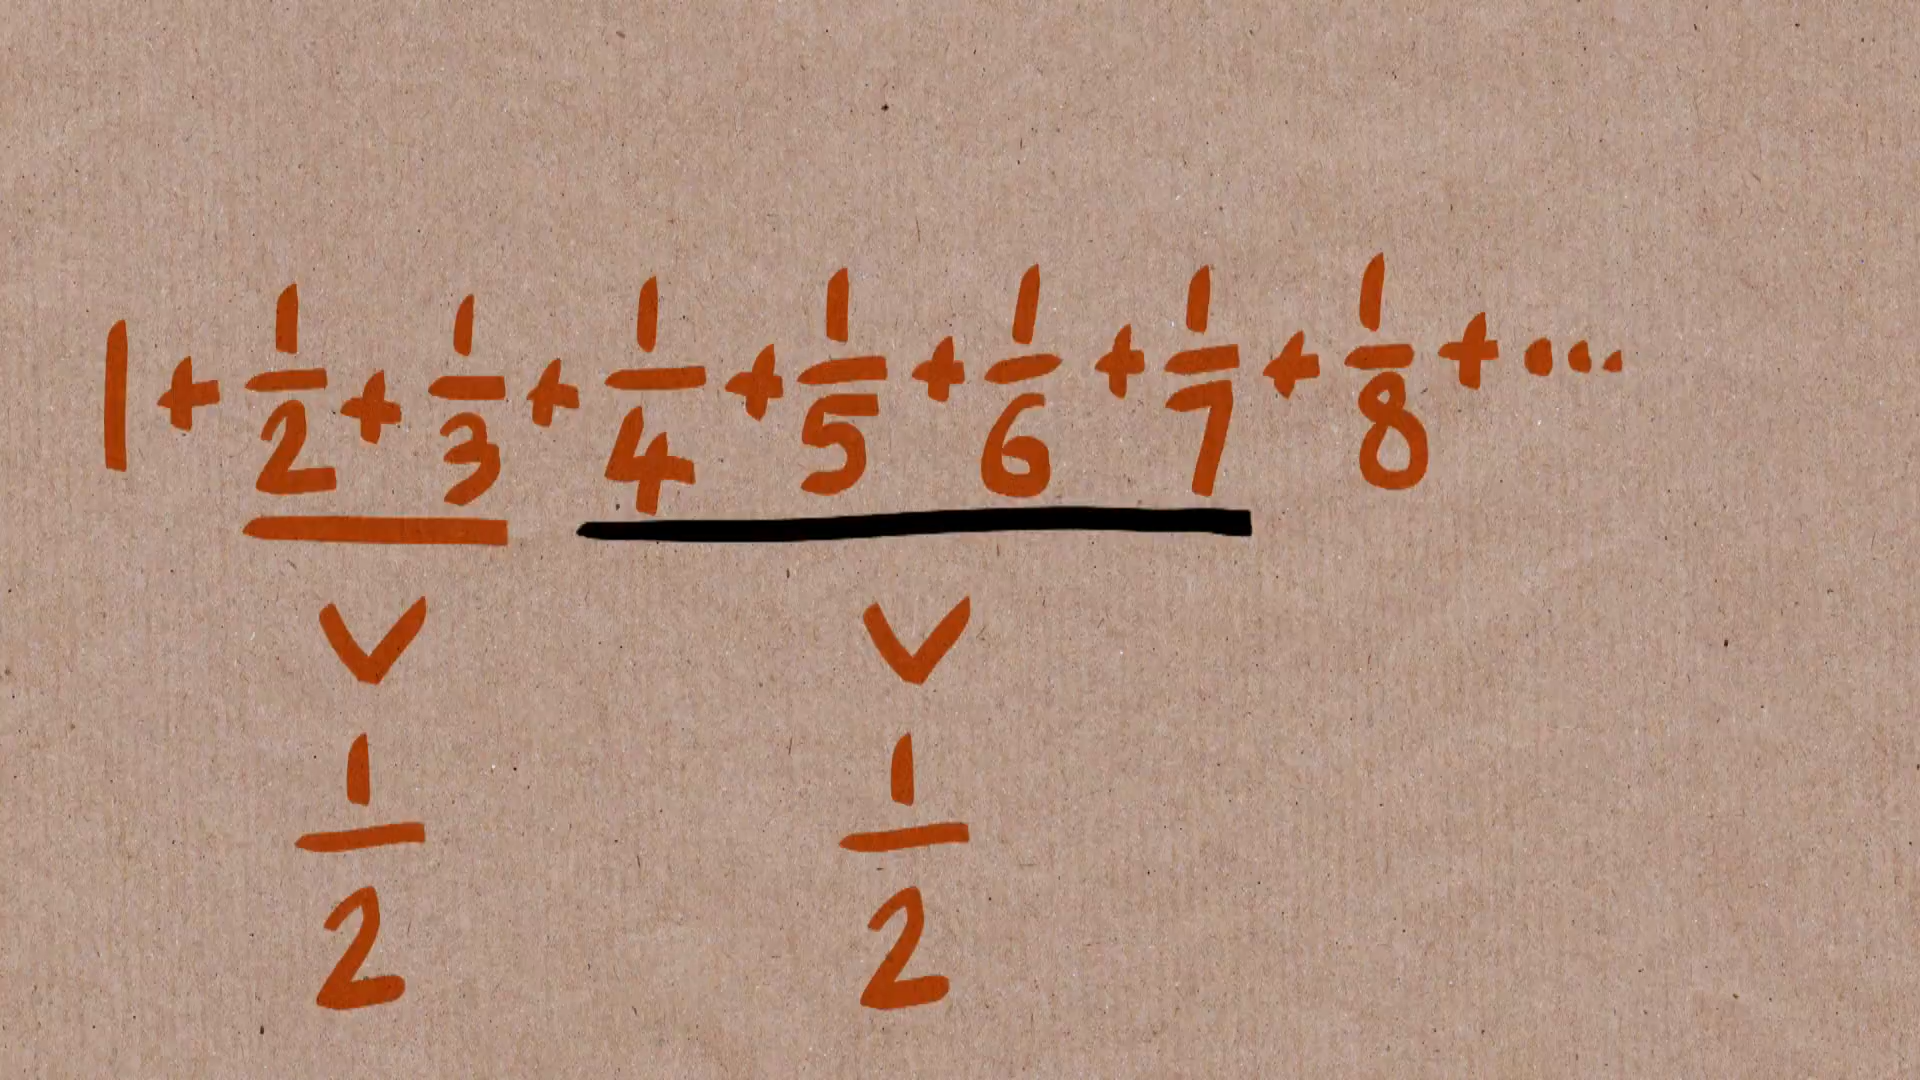 1 + 1/2 + 1/3 + 1/4 + 1/5 + 1/6 + 1/7 + 1/8 + ...
V V
1/2 1/2